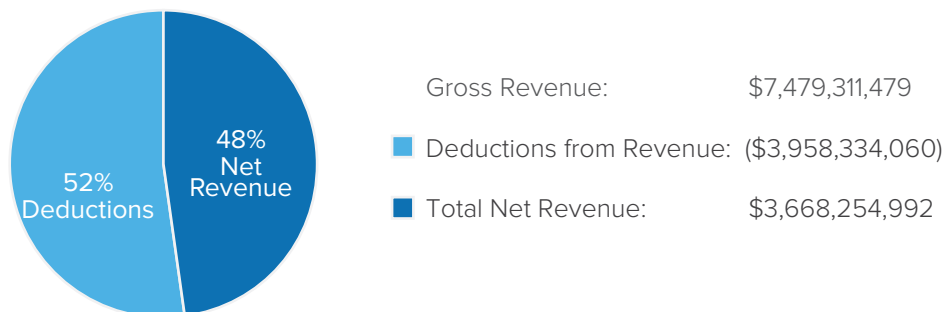 48%
Net
Revenue
52%
Deductions
Gross Revenue: $7,479,311,479
Deductions from Revenue: ($3,958,334,060)
Total Net Revenue: $3,668,254,992